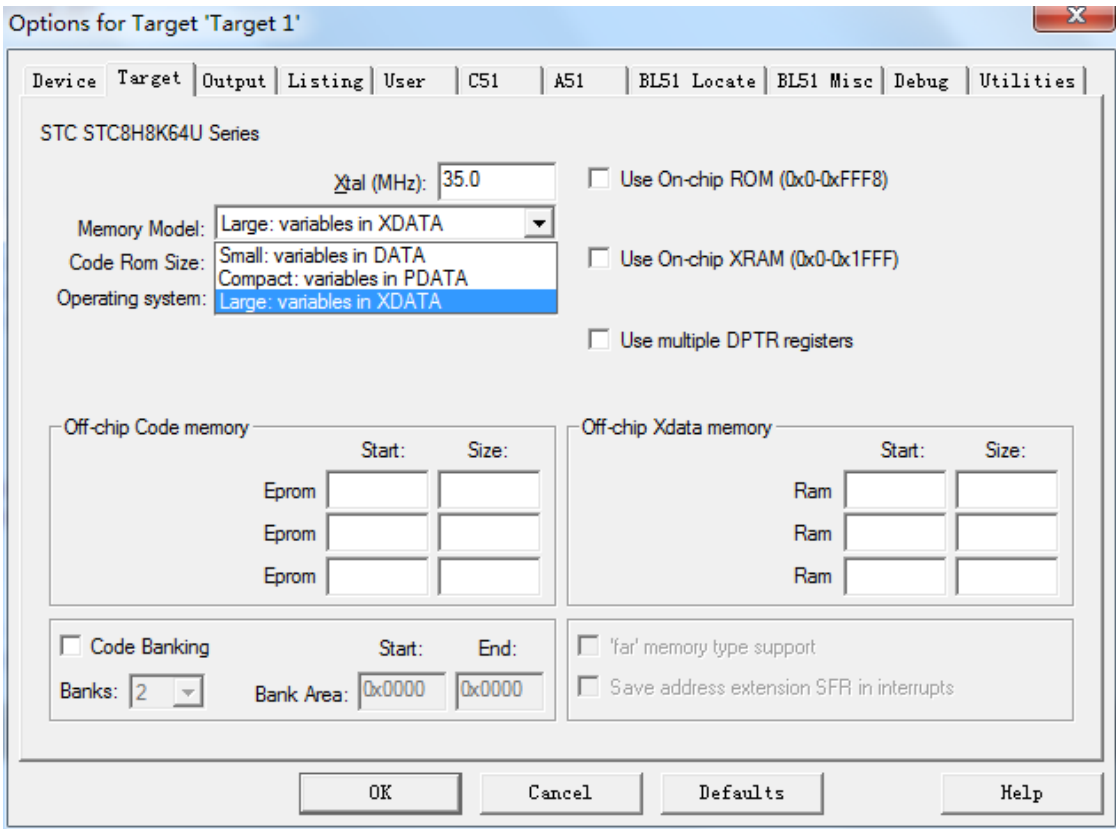 Options for Target 'Target 1'
X
Device Target Output Listing User C51 A51 BL51 Locate BL51 Misc Debug Utilities
STC STC8H8K64U Series
Xtal (MHz): 35.0
Use On-chip ROM (0x0-0xFFF8)
Memory Model: Large: variables in XDATA
Code Rom Size: Small: variables in DATA
Use On-chip XRAM (0x0-0x1FFF)
Compact: variables in PDATA
Operating system: Large: variables in XDATA
Use multiple DPTR registers
Off-chip Code memory
Start: Size:
Eprom
Eprom
Eprom
Off-chip Xdata memory
Start: Size:
Ram
Ram
Ram
Code Banking Start: End:
Banks: 2 Bank Area: 0x0000 0x0000
'far' memory type support
Save address extension SFR in interrupts
OK Cancel Defaults Help